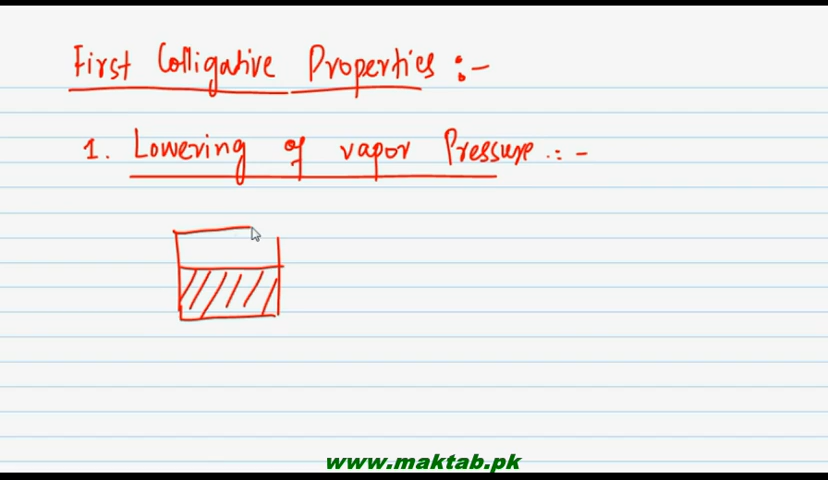 First Colligative Properties :-
1. Lowering of vapor Pressure :-
www.maktab.pk